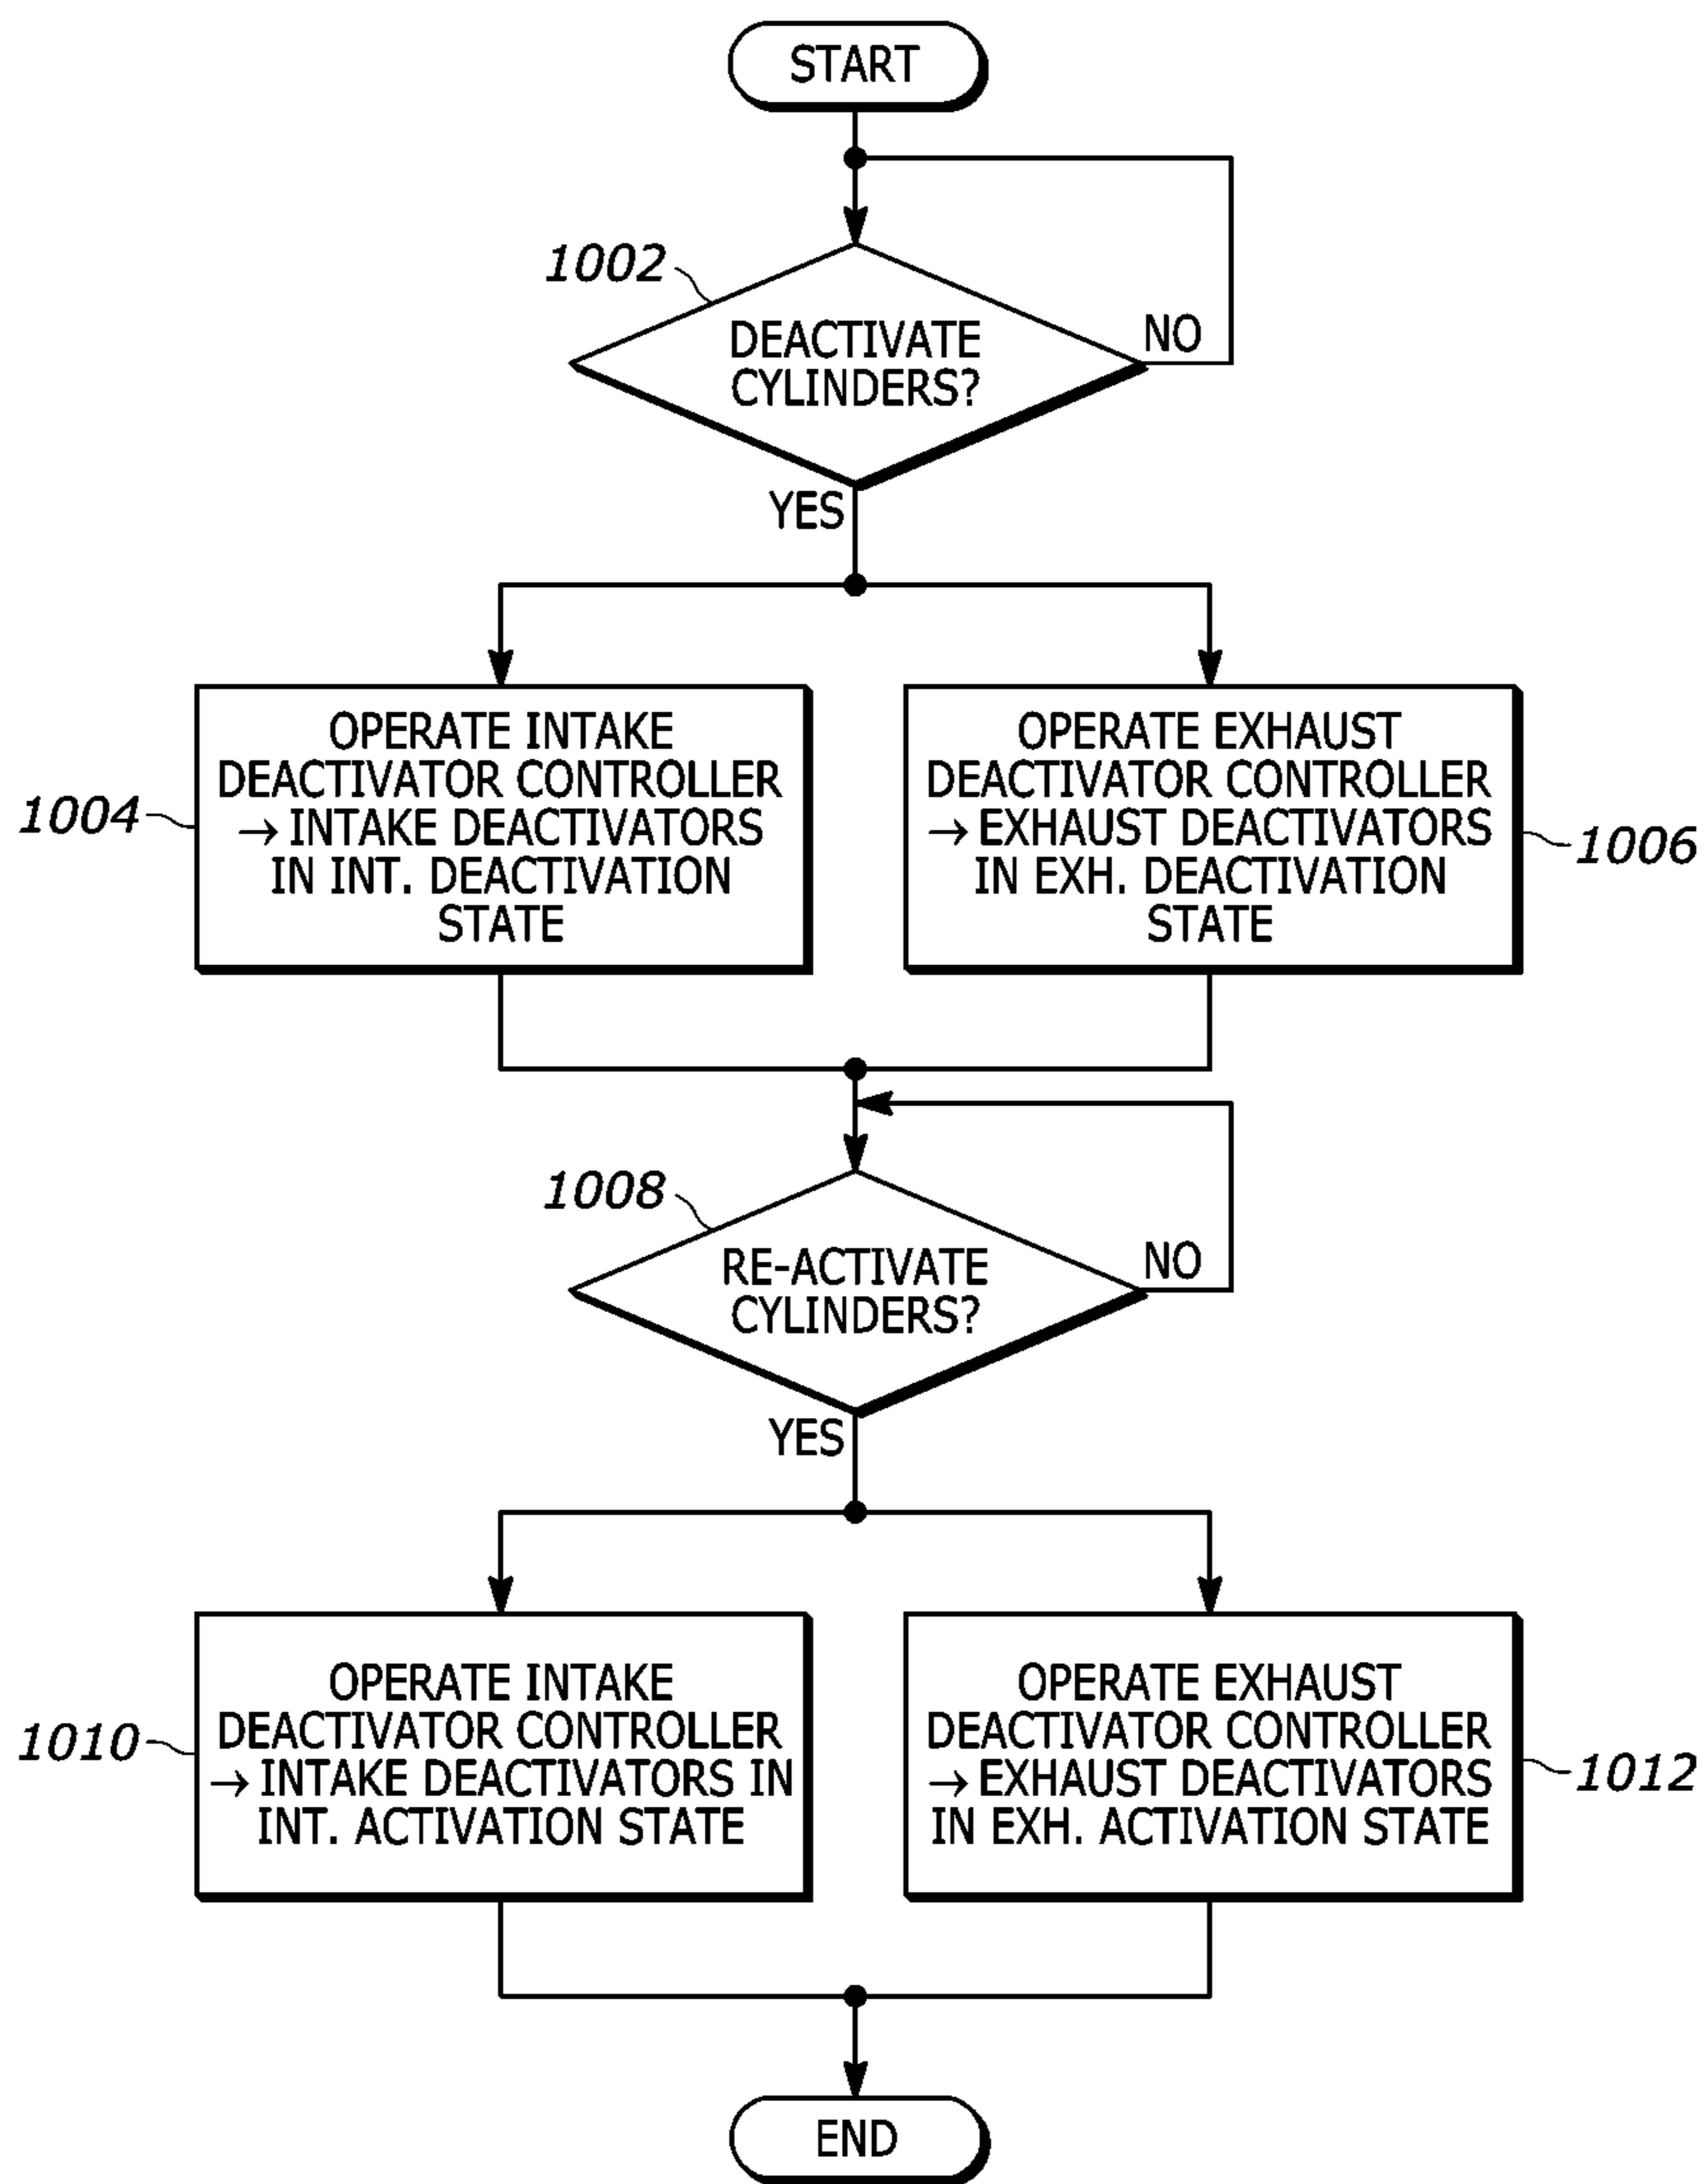 START
1002
DEACTIVATE
CYLINDERS?
NO
YES
1004
OPERATE INTAKE
DEACTIVATOR CONTROLLER
→ INTAKE DEACTIVATORS
IN INT. DEACTIVATION
STATE
OPERATE EXHAUST
DEACTIVATOR CONTROLLER
→ EXHAUST DEACTIVATORS
IN EXH. DEACTIVATION
STATE
1006
1008
RE-ACTIVATE
CYLINDERS?
NO
YES
1010
OPERATE INTAKE
DEACTIVATOR CONTROLLER
→ INTAKE DEACTIVATORS IN
INT. ACTIVATION STATE
OPERATE EXHAUST
DEACTIVATOR CONTROLLER
→ EXHAUST DEACTIVATORS
IN EXH. ACTIVATION STATE
1012
END